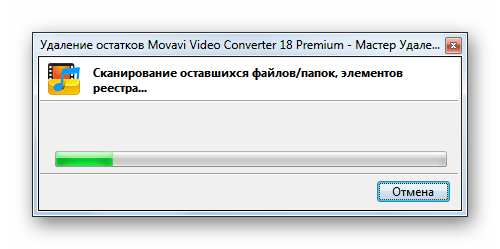 Удаление остатков Movavi Video Converter 18 Premium - Мастер Удале...
Сканирование оставшихся файлов/папок, элементов
реестра...
Отмена